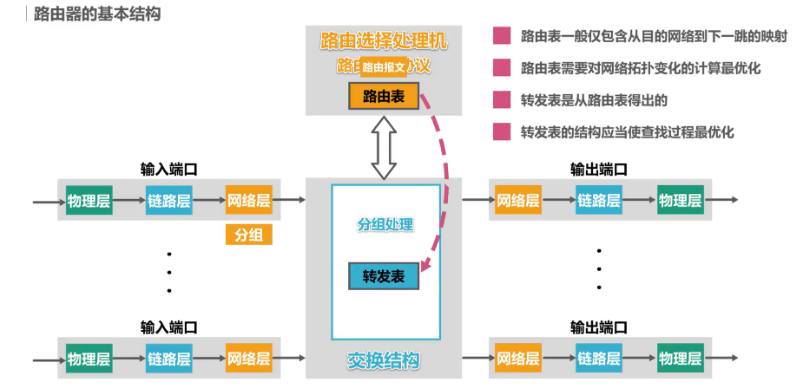 路由器的基本结构
路由选择处理机
路由 路由报文 议
路由表
路由表一般仅包含从目的网络到下一跳的映射
路由表需要对网络拓扑变化的计算最优化
转发表是从路由表得出的
转发表的结构应当使查找过程最优化
输入端口
物理层 链路层 网络层
分组
输入端口
物理层 链路层 网络层
分组处理
转发表
交换结构
输出端口
网络层 链路层 物理层
输出端口
网络层 链路层 物理层